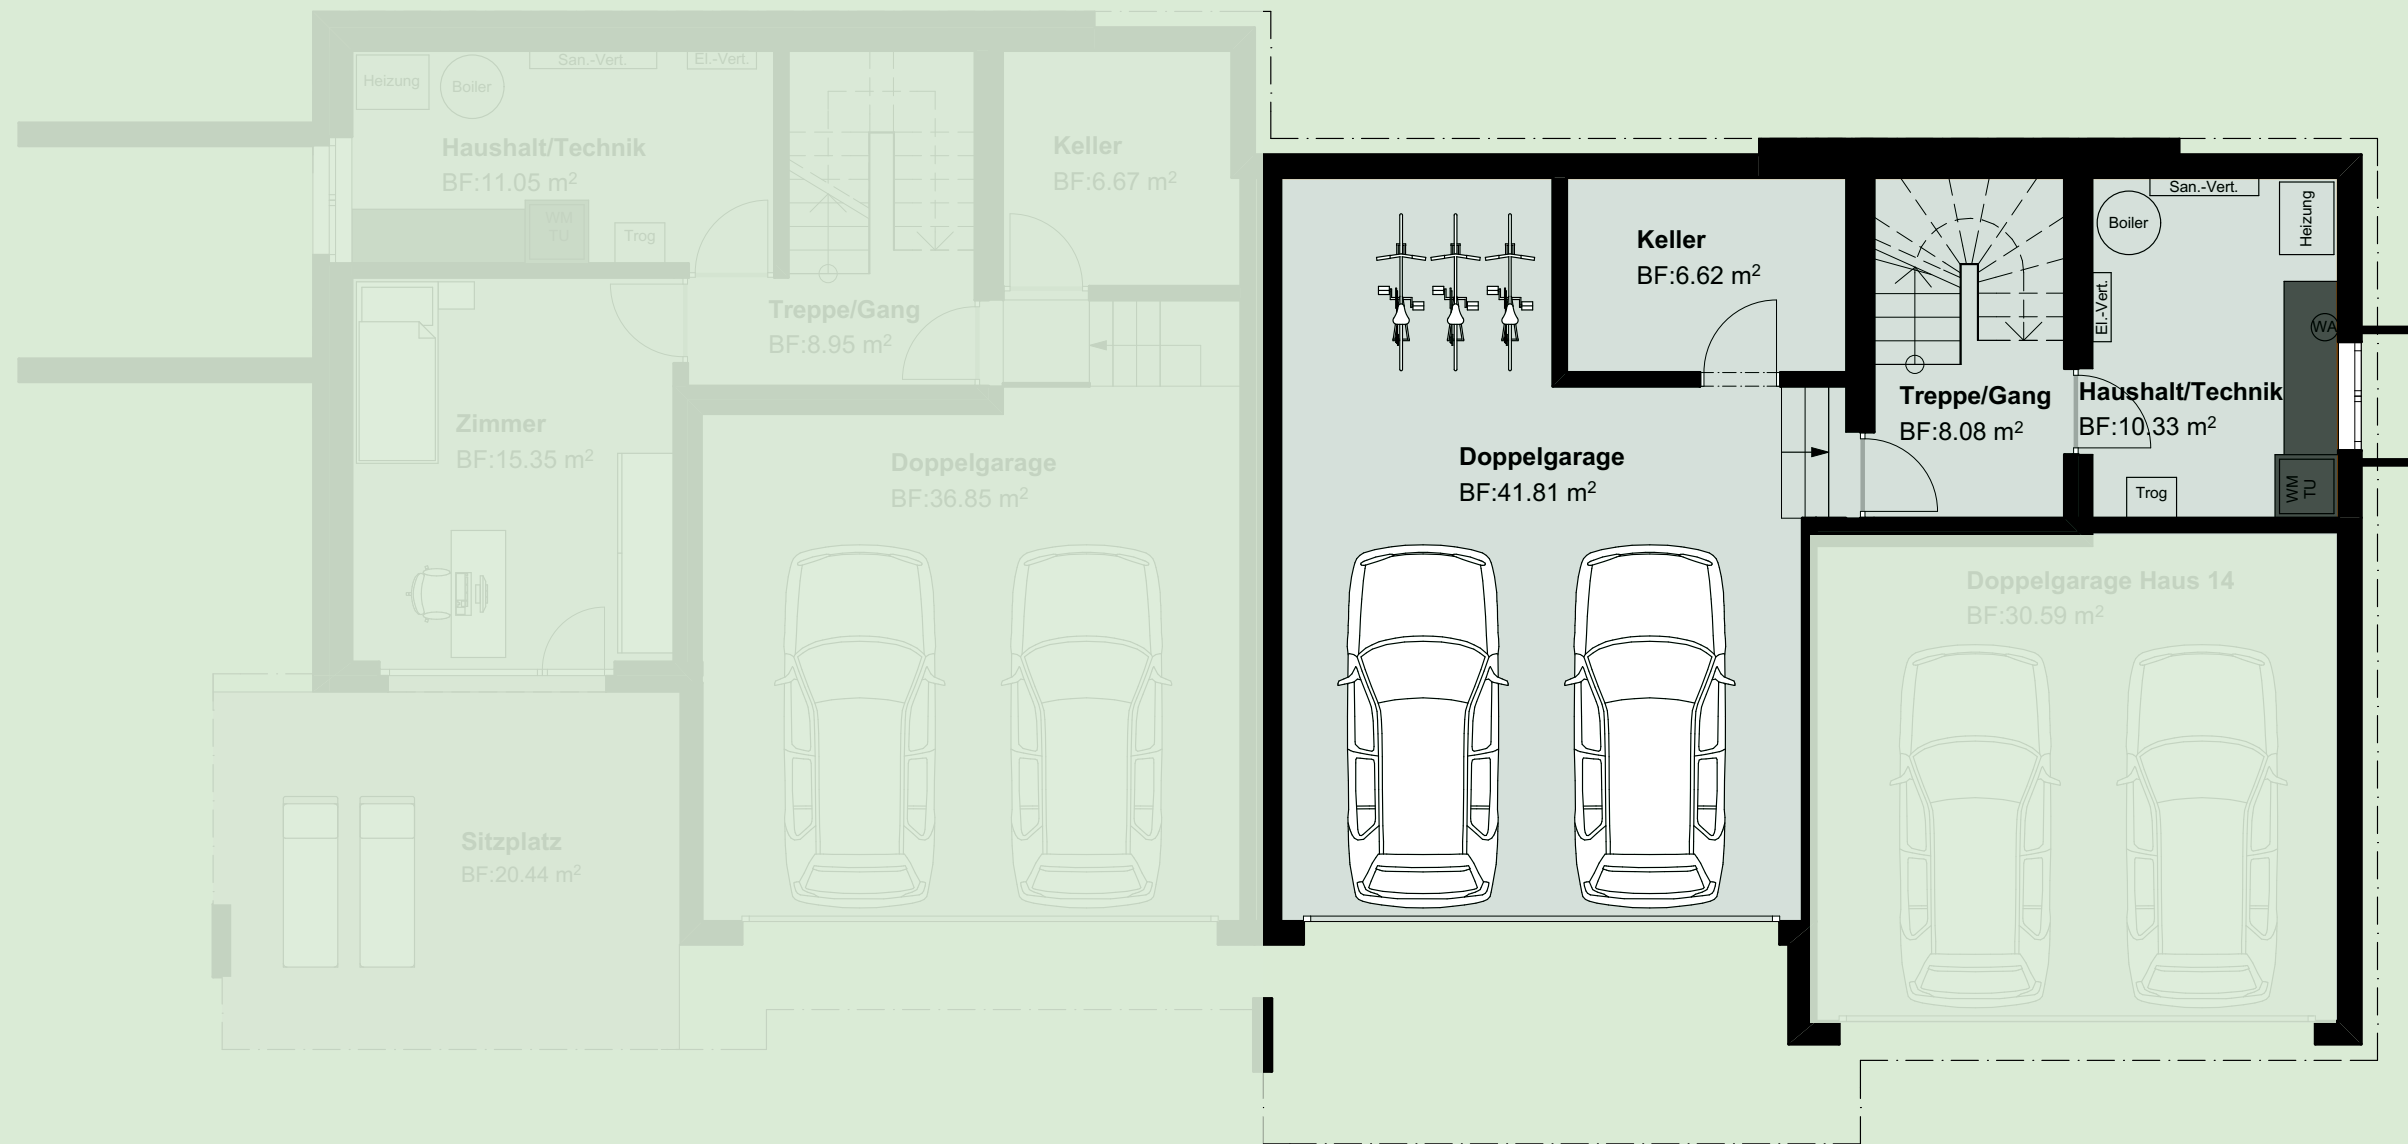 Heizung
Boiler
San.-Vert.
El.-Vert.
Haushalt/Technik
BF:11.05 m²
WM
TU
Trog
Keller
BF:6.67 m²
Treppe/Gang
BF:8.95 m²
Zimmer
BF:15.35 m²
Doppelgarage
BF:36.85 m²
Sitzplatz
BF:20.44 m²
Keller
BF:6.62 m²
San.-Vert.
Boiler
Heizung
El.-Vert.
WA
Treppe/Gang
BF:8.08 m²
Haushalt/Technik
BF:10.33 m²
Doppelgarage
BF:41.81 m²
Trog
WM
TU
Doppelgarage Haus 14
BF:30.59 m²